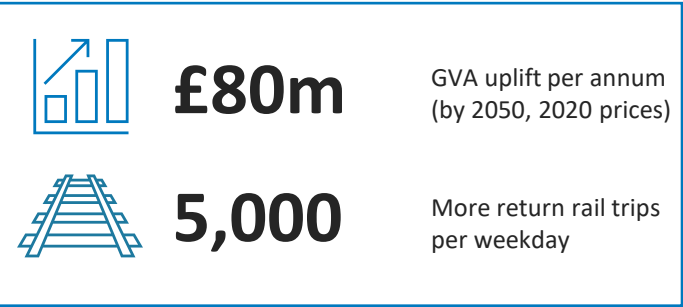 £80m
GVA uplift per annum
(by 2050, 2020 prices)
5,000
More return rail trips
per weekday